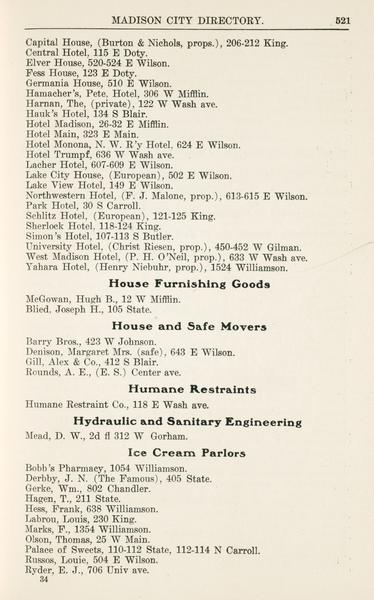 MADISON CITY DIRECTORY. 521
Capital House, (Burton & Nichols, props.), 206-212 King.
Central Hotel, 115 E Doty.
Elver House, 520-524 E Wilson.
Fess House, 123 E Doty.
Germania House, 510 E Wilson.
Hamacher's, Pete. Hotel, 306 W Mifflin.
Harnan, The, (private), 122 W Wash ave.
Hauk's Hotel, 134 S Blair.
Hotel Madison, 26-32 E Mifflin.
Hotel Main, 323 E Main.
Hotel Monona, N. W. R'y Hotel, 624 E Wilson.
Hotel Trumpf, 636 W Wash ave.
Lacher Hotel, 607-609 E Wilson.
Lake City House, (European), 502 E Wilson.
Lake View Hotel, 149 E Wilson.
Northwestern Hotel, (F. J. Malone, prop.), 613-615 E Wilson.
Park Hotel, 30 S Carroll.
Schlitz Hotel, (European), 121-125 King.
Sherlock Hotel, 118-124 King.
Simon's Hotel, 107-113 S Butler.
University Hotel, (Christ Riesen, prop.), 450-452 W Gilman.
West Madison Hotel, (P. H. O'Neil, prop.), 633 W Wash ave.
Yahara Hotel, (Henry Niebuhr, prop.), 1524 Williamson.
House Furnishing Goods
McGowan, Hugh B., 12 W Mifflin.
Blied, Joseph H., 105 State.
House and Safe Movers
Barry Bros., 423 W Johnson.
Denison, Margaret Mrs. (safe), 643 E Wilson.
Gill, Alex & Co., 412 S Blair.
Rounds, A. E., (E. S.) Center ave.
Humane Restraints
Humane Restraint Co., 118 E Wash ave.
Hydraulic and Sanitary Engineering
Mead, D. W., 2d fl 312 W Gorham.
Ice Cream Parlors
Bobb's Pharmacy, 1054 Williamson.
Derbby, J. N. (The Famous), 405 State.
Gerke, Wm., 802 Chandler.
Hagen, T., 211 State.
Hess, Frank, 638 Williamson.
Labrou, Louis, 230 King.
Marks, F., 1354 Williamson.
Olson, Thomas, 25 W Main.
Palace of Sweets, 110-112 State, 112-114 N Carroll.
Russos, Louie, 504 E Wilson.
Ryder, E. J., 706 Univ ave.
34